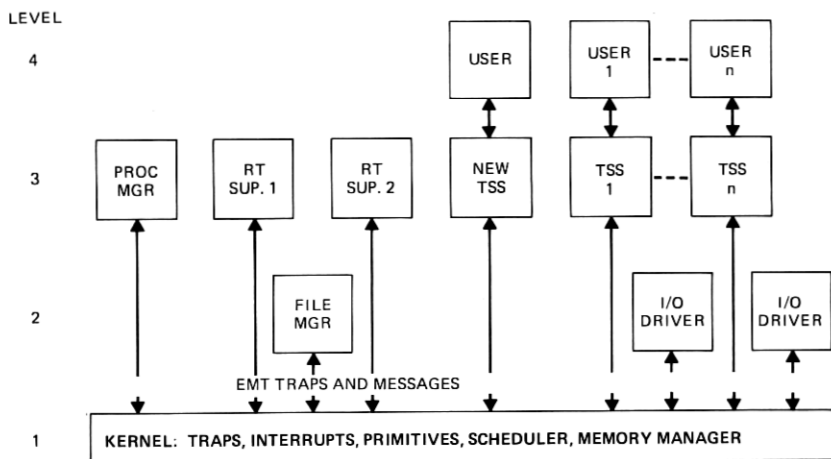 LEVEL
4
USER
USER
1
USER
n
3
PROC
MGR
RT
SUP. 1
RT
SUP. 2
NEW
TSS
TSS
1
TSS
n
2
FILE
MGR
I/O
DRIVER
I/O
DRIVER
EMT TRAPS AND MESSAGES
1
KERNEL: TRAPS, INTERRUPTS, PRIMITIVES, SCHEDULER, MEMORY MANAGER